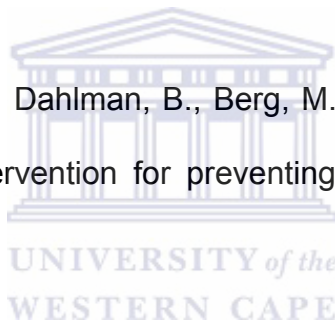 Dahlman, B., Berg, M.
ervention for preventing
UNIVERSITY of the
WESTERN CAPE